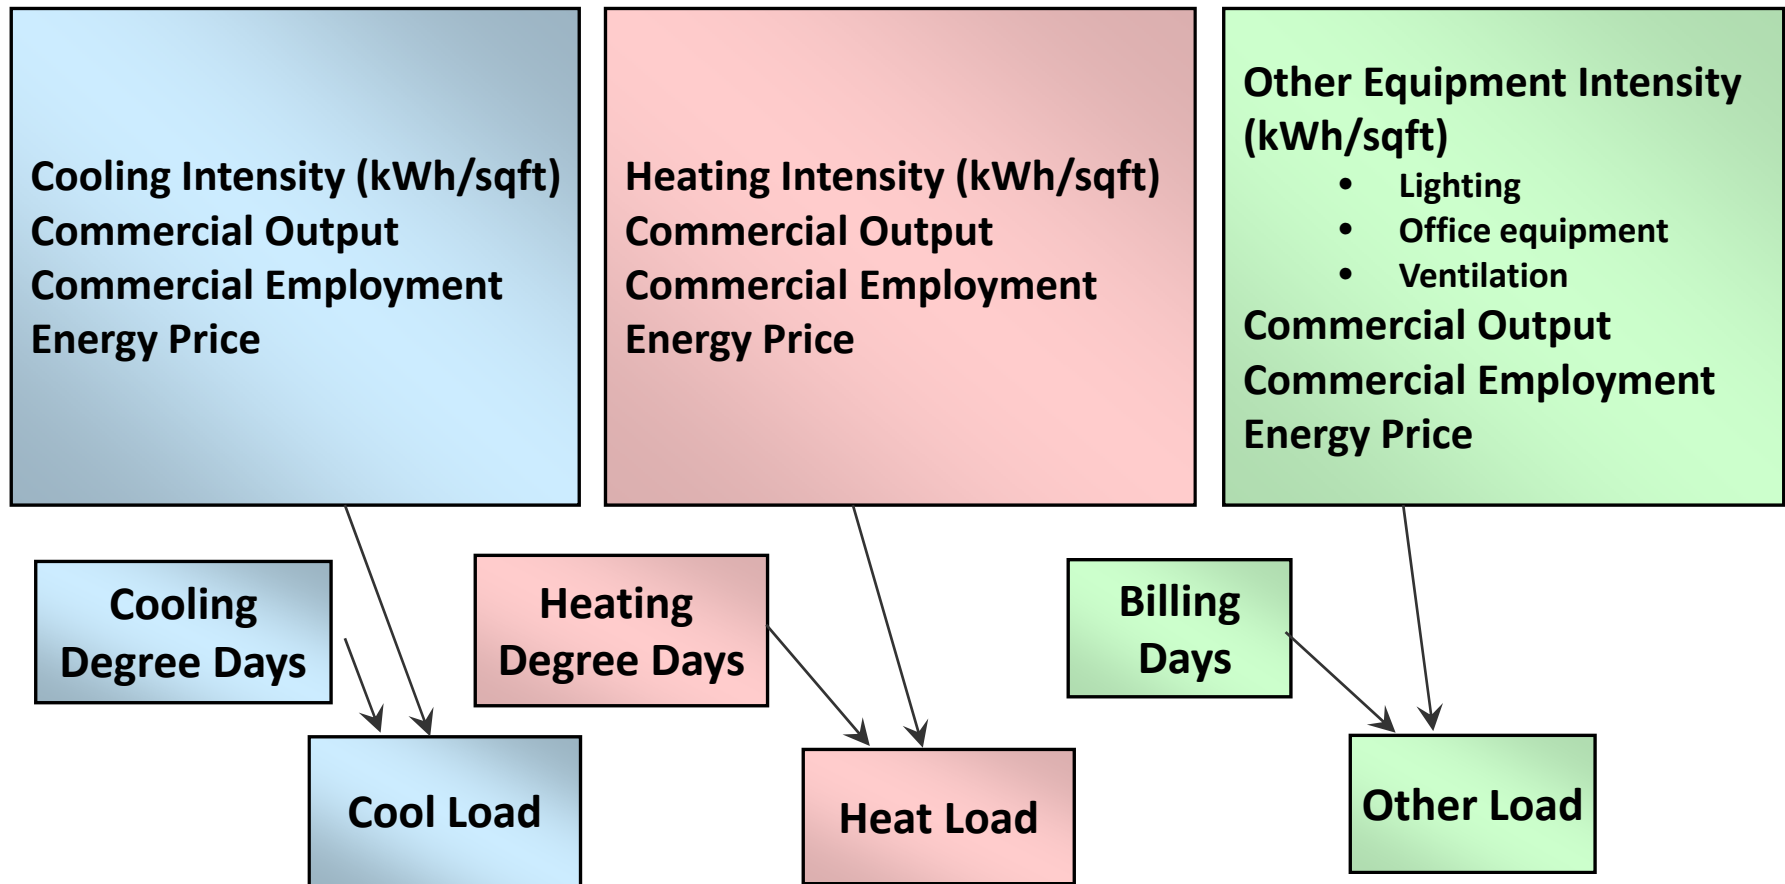 Cooling Intensity (kWh/sqft)
Commercial Output
Commercial Employment
Energy Price
Heating Intensity (kWh/sqft)
Commercial Output
Commercial Employment
Energy Price
Other Equipment Intensity
(kWh/sqft)
• Lighting
• Office equipment
• Ventilation
Commercial Output
Commercial Employment
Energy Price
Cooling
Degree Days
Heating
Degree Days
Billing
Days
Cool Load
Heat Load
Other Load